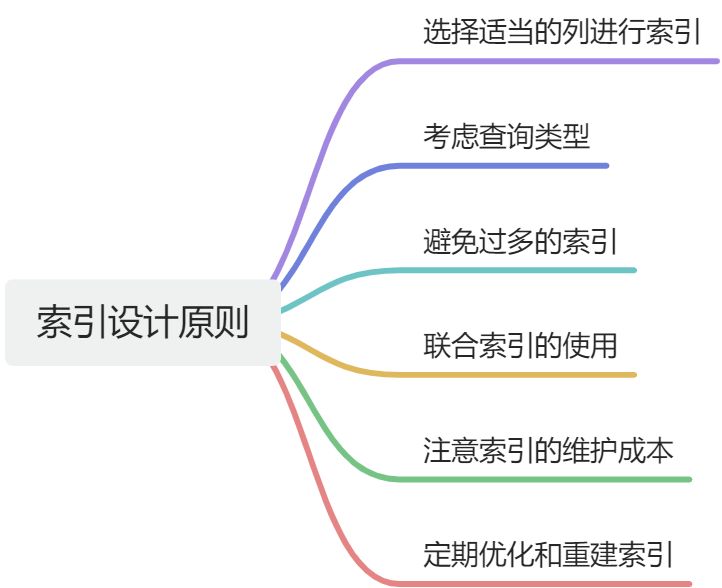 选择适当的列进行索引
考虑查询类型
避免过多的索引
索引设计原则
联合索引的使用
注意索引的维护成本
定期优化和重建索引